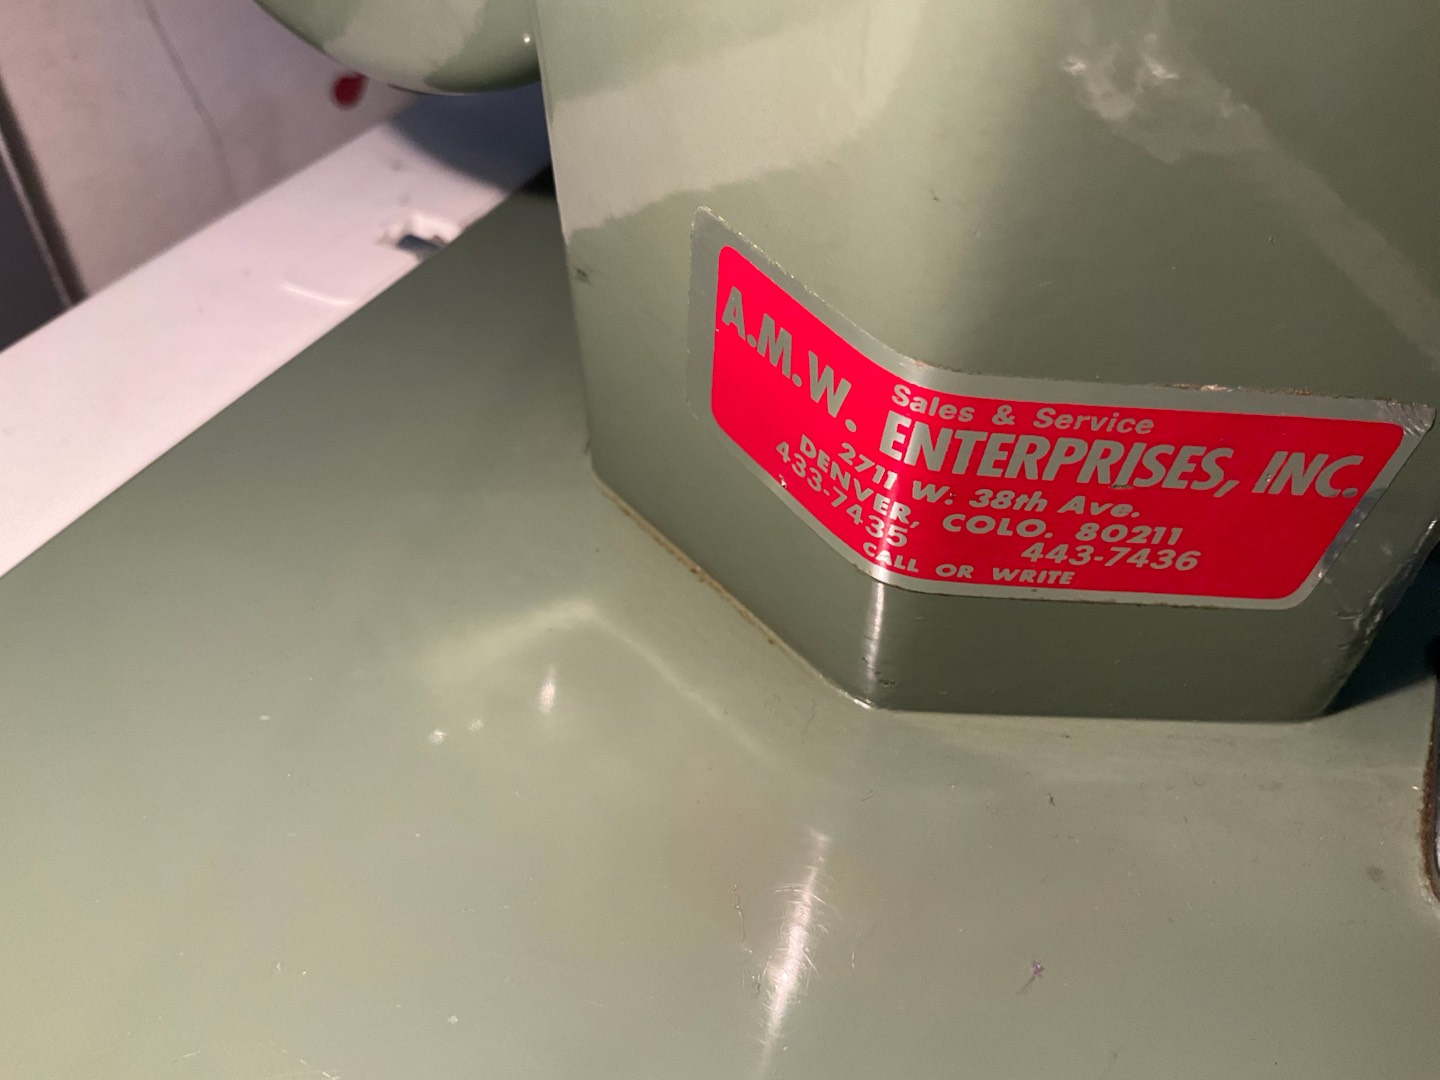 Sales & Service
A.M.W. ENTERPRISES, INC.
2711 W. 38th Ave.
DENVER, COLO. 80211
433-7435 443-7436
CALL OR WRITE